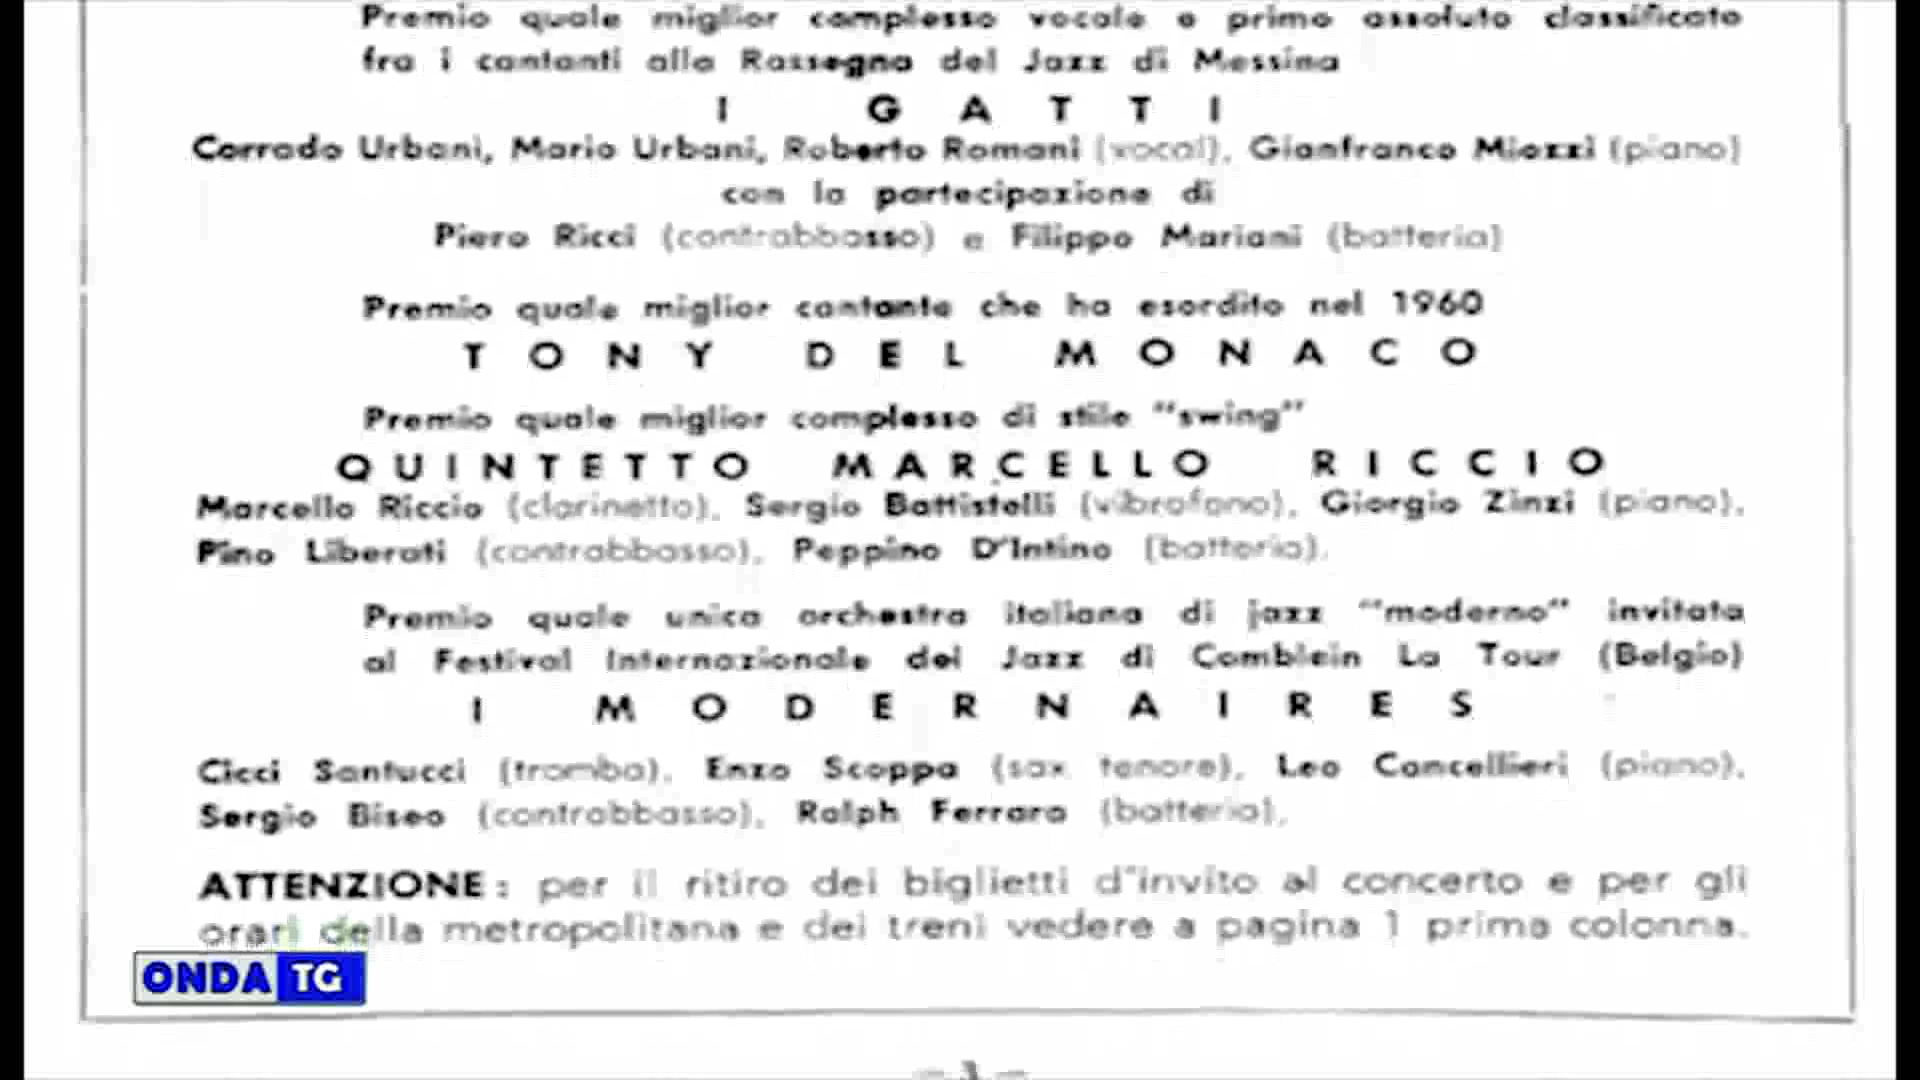 Premio quale miglior complesso vocale e primo assoluto classificato
fra i cantanti alla Rassegna del Jazz di Messina
I GATTI
Corrado Urbani, Mario Urbani, Roberto Romani (vocal), Gianfranco Miozzi (piano)
con la partecipazione di
Piero Ricci (contrabbasso) e Filippo Mariani (batteria)
Premio quale miglior cantante che ha esordito nel 1960
TONY DEL MONACO
Premio quale miglior complesso di stile "swing"
QUINTETTO MARCELLO RICCIO
Marcello Riccio (clarinetto), Sergio Battistelli (vibrafono), Giorgio Zinzi (piano),
Pino Liberati (contrabbasso), Peppino D'Intino (batteria).
Premio quale unica orchestra italiana di jazz "moderno" invitata
al Festival Internazionale del Jazz di Comblein La Tour (Belgio)
I MODERNAIRES
Cicci Santucci (tromba), Enzo Scoppa (sax tenore), Leo Cancellieri (piano),
Sergio Biseo (contrabbasso), Ralph Ferraro (batteria),
ATTENZIONE: per il ritiro dei biglietti d'invito al concerto e per gli
orari della metropolitana e dei treni vedere a pagina 1 prima colonna.
ONDA TG